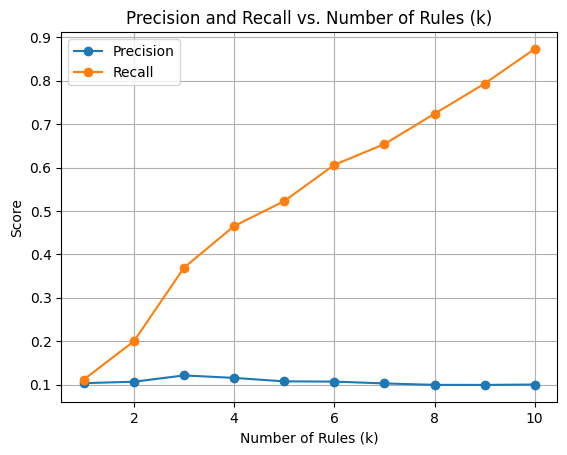 Precision and Recall vs. Number of Rules (k)
Precision
Recall
Score
0.9
0.8
0.7
0.6
0.5
0.4
0.3
0.2
0.1
2 4 6 8 10
Number of Rules (k)